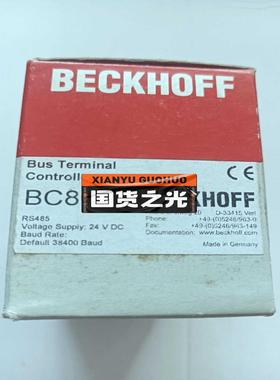 BECKHOFF
Bus Terminal
Controll
XIANYU GUOHUO
国货之光
BC8
KHOFF
D-33415 Verl
RS485
Phone: +49-(0)5246/963-0
Voltage Supply: 24 V DC
Fax: +49-(0)5246/963-149
Baud Rate:
Documentation: www.beckhoff.com
Default 38400 Baud
Made in Germany